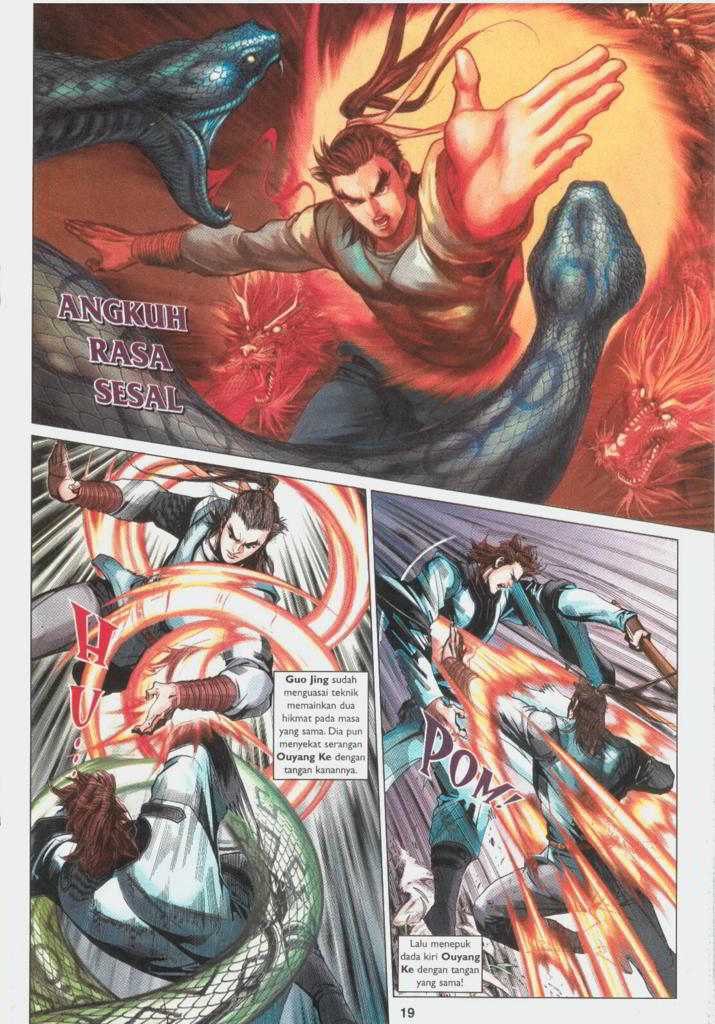 ANGKUH
RASA
SESAL
HU...
Guo Jing sudah
menguasai teknik
memainkan dua
hikmat pada masa
yang sama. Dia pun
menyekat serangan
Ouyang Ke dengan
tangan kanannya.
POM!
Lalu menepuk
dada kiri Ouyang
Ke dengan tangan
yang sama!
19